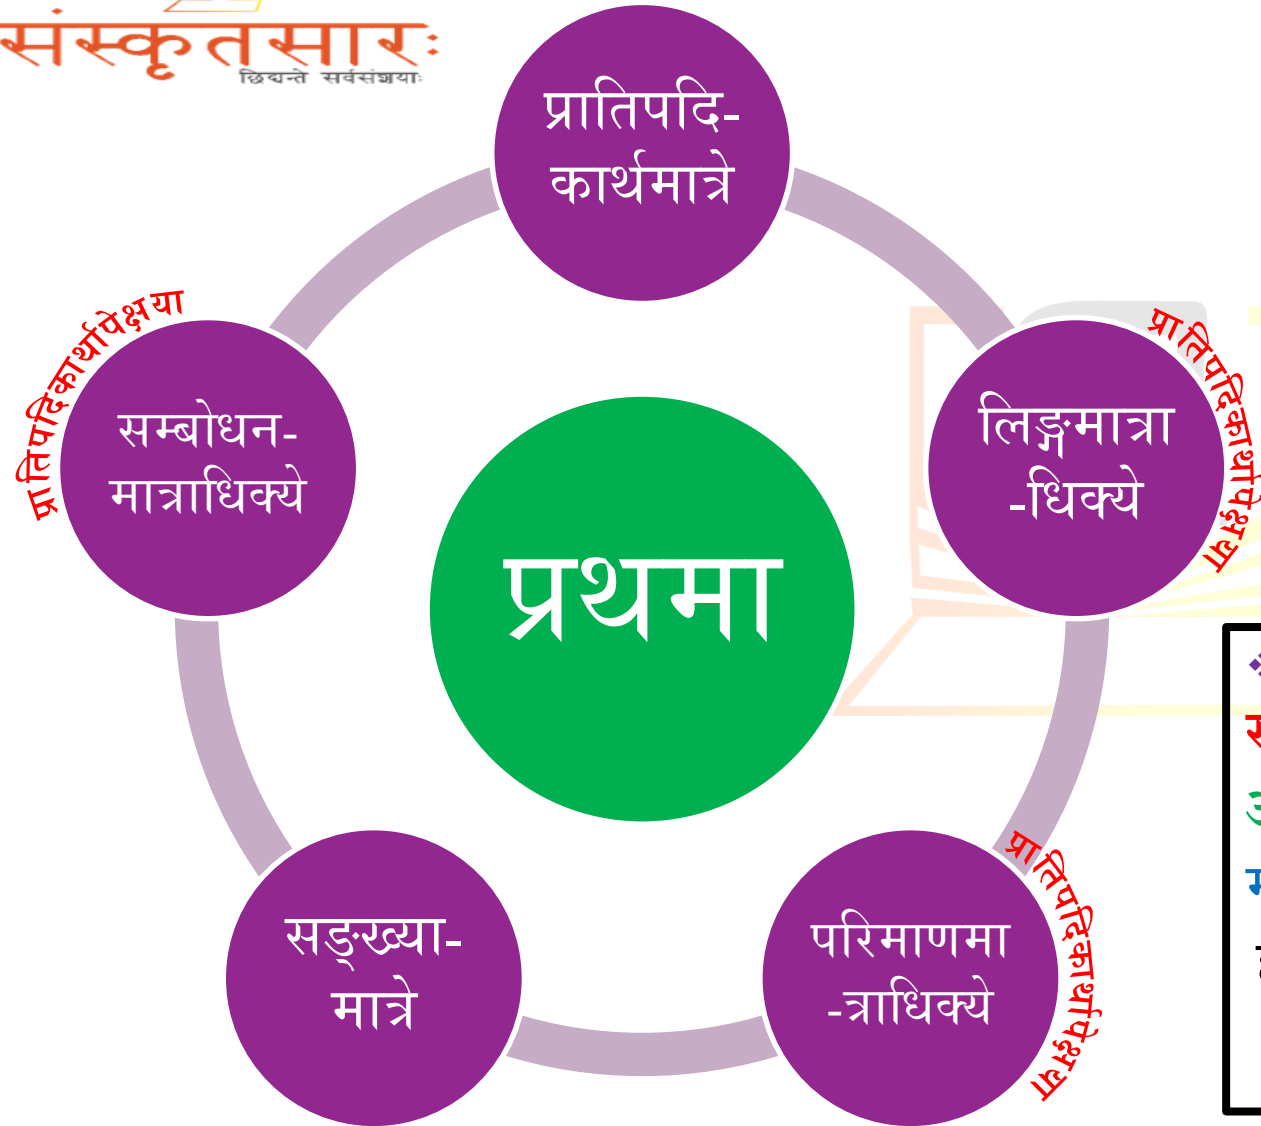 संस्कृतसारः
छिद्यन्ते सर्वसंशयाः
प्रातिपदि-
कार्थमात्रे
प्रातिपदिकार्थापेक्षया
सम्बोधन-
मात्राधिक्ये
प्रातिपदिकार्थापेक्षया
लिङ्गमात्रा
-धिक्ये
प्रथमा
सङ्ख्या-
मात्रे
प्रातिपदिकार्थापेक्षया
परिमाणमा
-त्राधिक्ये